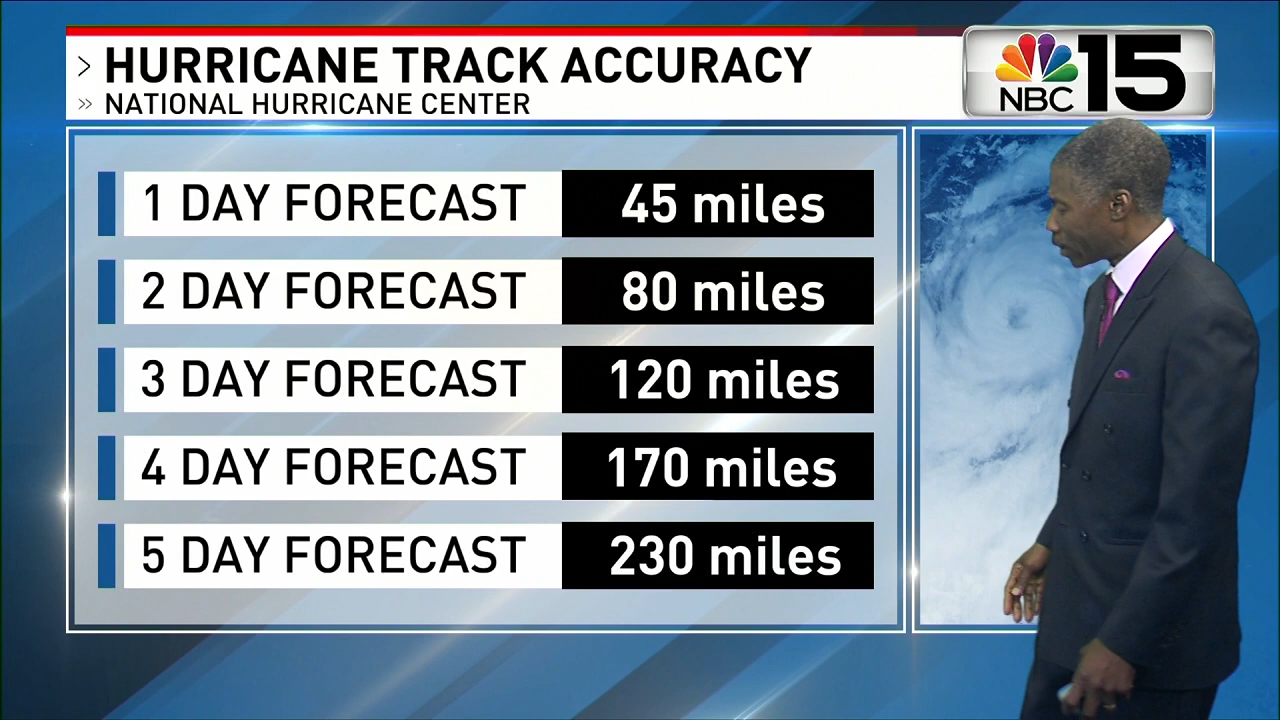 > HURRICANE TRACK ACCURACY
>> NATIONAL HURRICANE CENTER
NBC 15
1 DAY FORECAST 45 miles
2 DAY FORECAST 80 miles
3 DAY FORECAST 120 miles
4 DAY FORECAST 170 miles
5 DAY FORECAST 230 miles